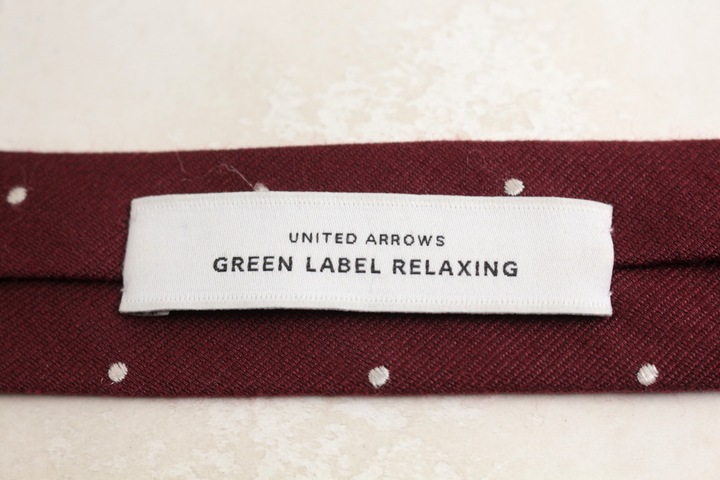 UNITED ARROWS
GREEN LABEL RELAXING